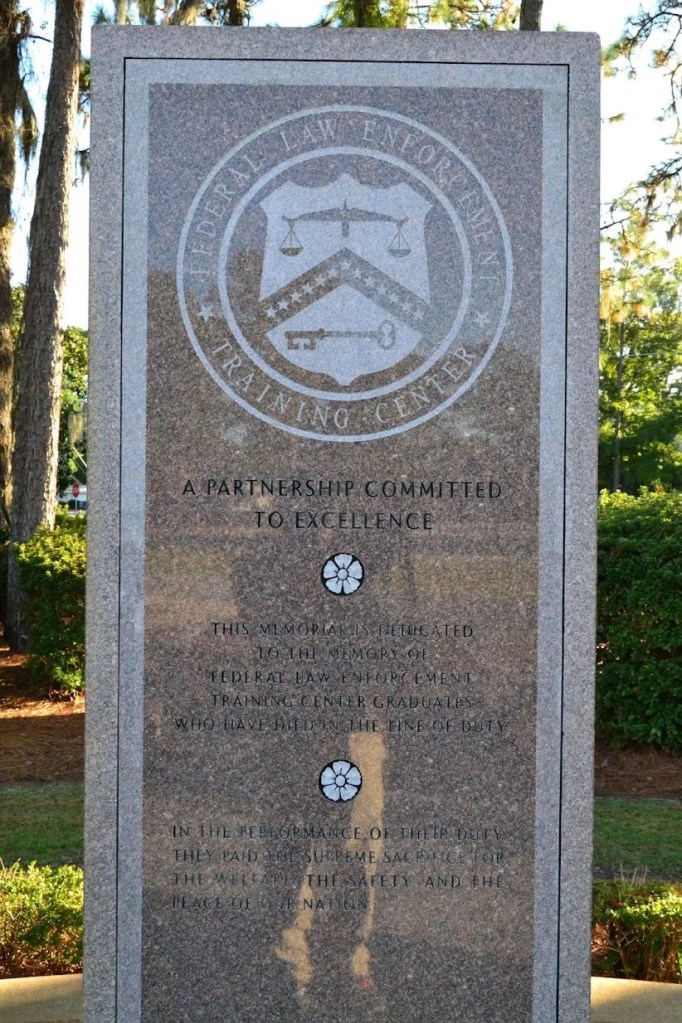 FEDERAL LAW ENFORCEMENT
TRAINING CENTER
A PARTNERSHIP COMMITTED
TO EXCELLENCE
THIS MEMORIAL IS DEDICATED
TO THE MEMORY OF
FEDERAL LAW ENFORCEMENT
TRAINING CENTER GRADUATES
WHO HAVE DIED IN THE LINE OF DUTY
IN THE PERFORMANCE OF THEIR DUTY
THEY PAID THE SUPREME SACRIFICE FOR
THE WELFARE, THE SAFETY AND THE
PEACE OF OUR NATION